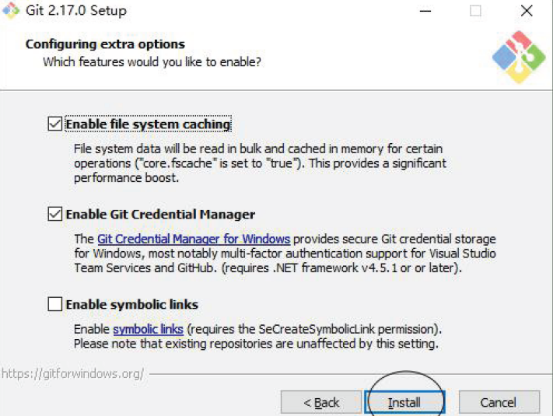 Git 2.17.0 Setup
Configuring extra options
Which features would you like to enable?
Enable file system caching
File system data will be read in bulk and cached in memory for certain
operations ("core.fscache" is set to "true"). This provides a significant
performance boost.
Enable Git Credential Manager
The Git Credential Manager for Windows provides secure Git credential storage
for Windows, most notably multi-factor authentication support for Visual Studio
Team Services and GitHub. (requires .NET framework v4.5.1 or or later).
Enable symbolic links
Enable symbolic links (requires the SeCreateSymbolicLink permission).
Please note that existing repositories are unaffected by this setting.
https://gitforwindows.org/
< Back Install Cancel